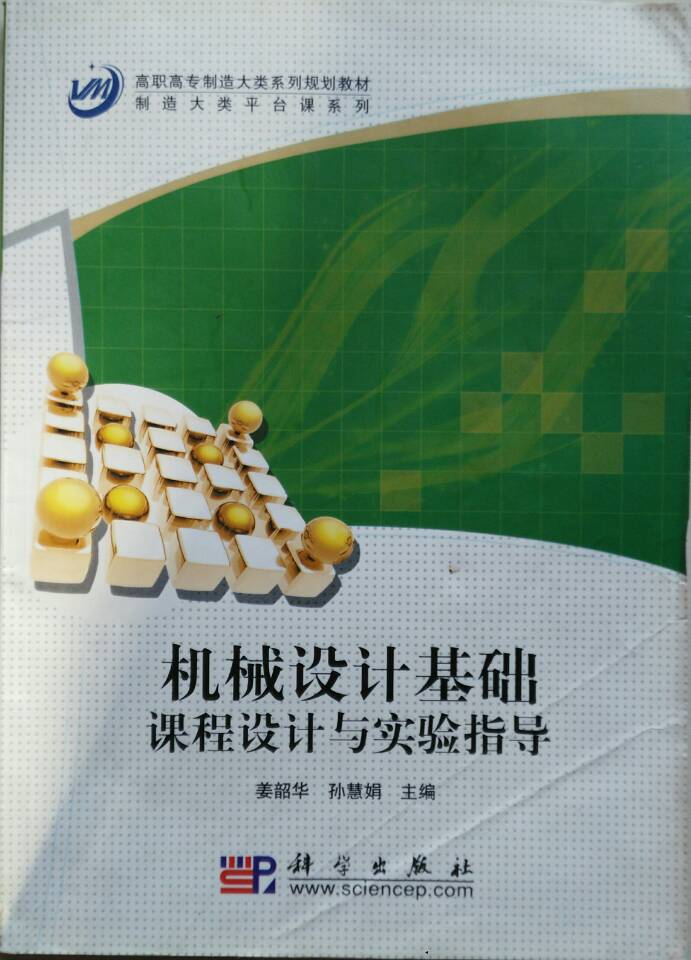 VM
高职高专制造大类系列规划教材
制造大类平台课系列
机械设计基础
课程设计与实验指导
姜韶华 孙慧娟 主编
科学出版社
www.sciencep.com